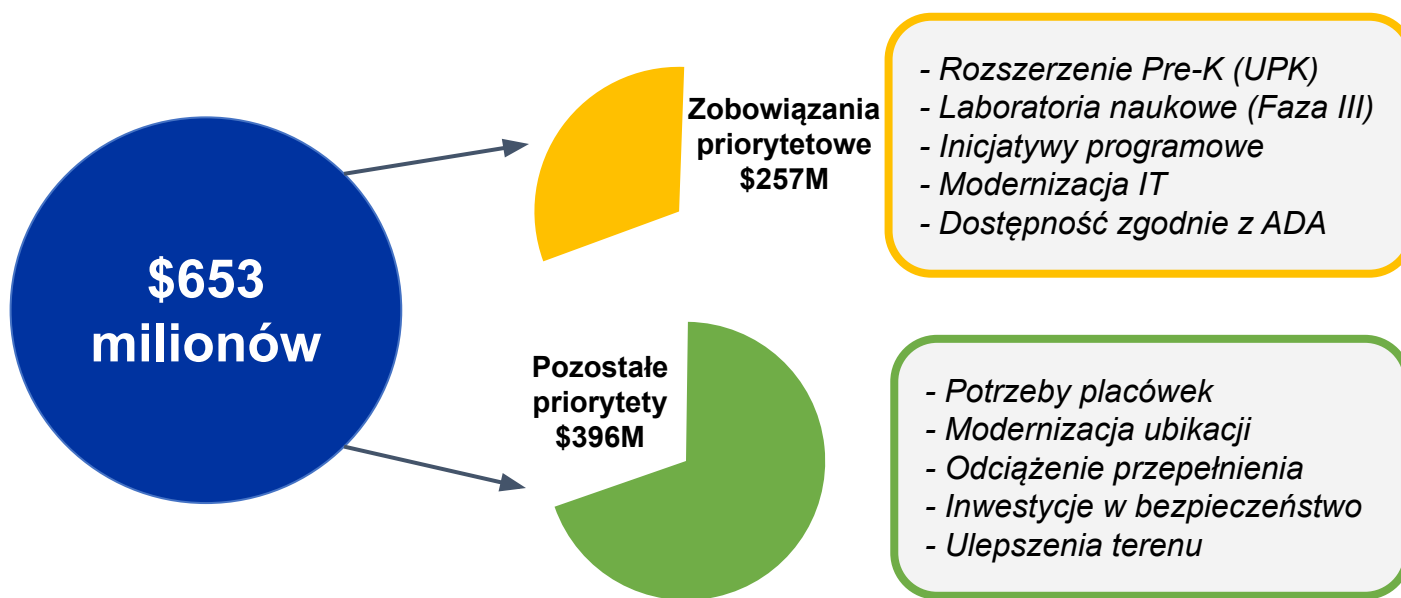 $653
milionów
Zobowiązania
priorytetowe
$257M
- Rozszerzenie Pre-K (UPK)
- Laboratoria naukowe (Faza III)
- Inicjatywy programowe
- Modernizacja IT
- Dostępność zgodnie z ADA
Pozostałe
priorytety
$396M
- Potrzeby placówek
- Modernizacja ubikacji
- Odciążenie przepełnienia
- Inwestycje w bezpieczeństwo
- Ulepszenia terenu